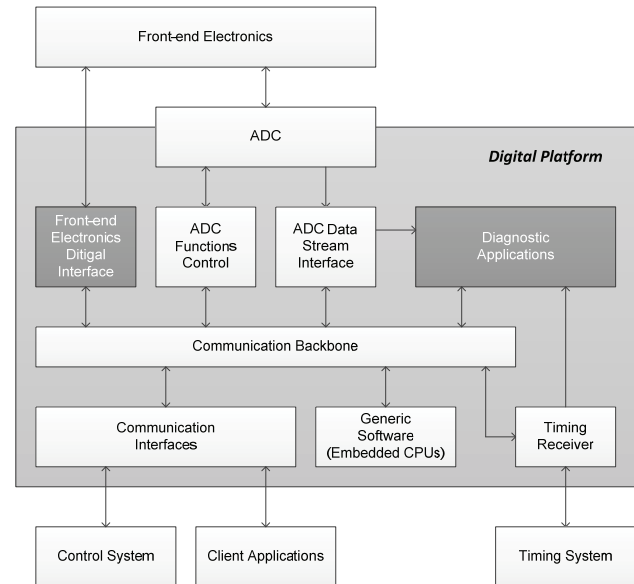 Front-end Electronics
ADC
Digital Platform
Front-end
Electronics
Ditigal
Interface
ADC
Functions
Control
ADC Data
Stream
Interface
Diagnostic
Applications
Communication Backbone
Communication
Interfaces
Generic
Software
(Embedded CPUs)
Timing
Receiver
Control System
Client Applications
Timing System